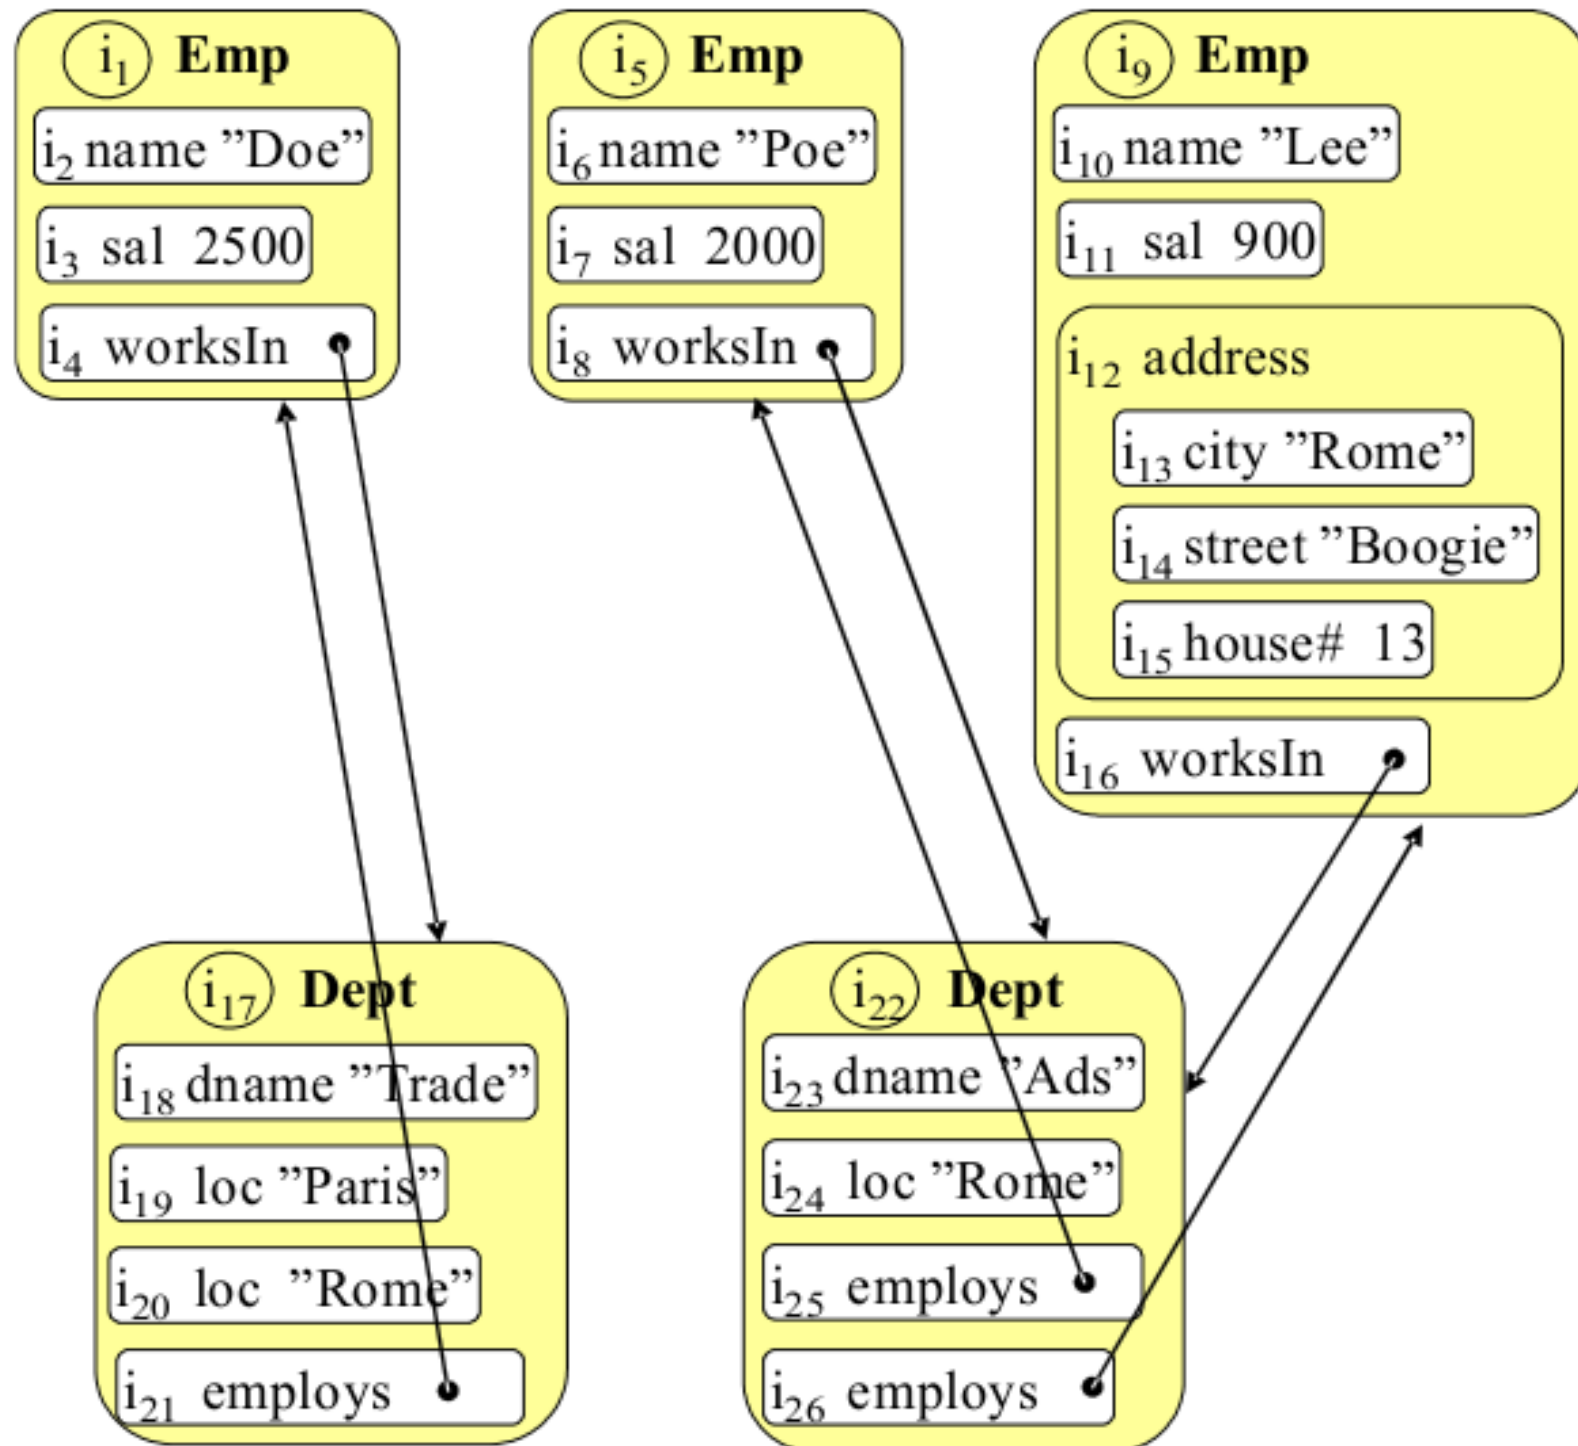 i1 Emp
i2 name ”Doe”
i3 sal 2500
i4 worksIn
i5 Emp
i6 name ”Poe”
i7 sal 2000
i8 worksIn
i9 Emp
i10 name ”Lee”
i11 sal 900
i12 address
i13 city ”Rome”
i14 street ”Boogie”
i15 house# 13
i16 worksIn
i17 Dept
i18 dname ”Trade”
i19 loc ”Paris”
i20 loc ”Rome”
i21 employs
i22 Dept
i23 dname ”Ads”
i24 loc ”Rome”
i25 employs
i26 employs